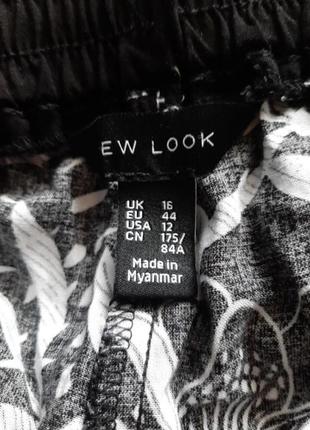 EW LOOK
UK 16
EU 44
USA 12
CN 175/
84A
Made in
Myanmar